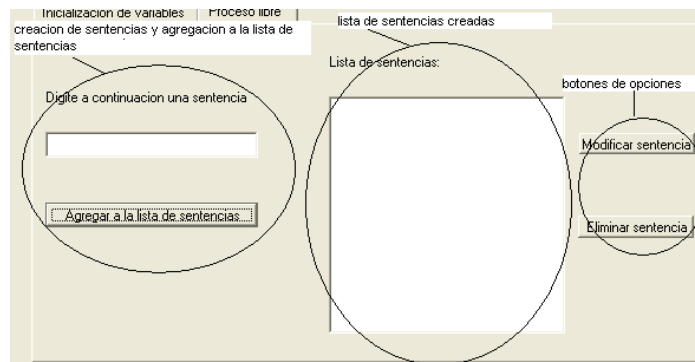 Inicialización de variables
Proceso libre
creacion de sentencias y agregacion a la lista de
sentencias
lista de sentencias creadas
Lista de sentencias:
botones de opciones
Digite a continuacion una sentencia
Modificar sentencia
Agregar a la lista de sentencias
Eliminar sentencia